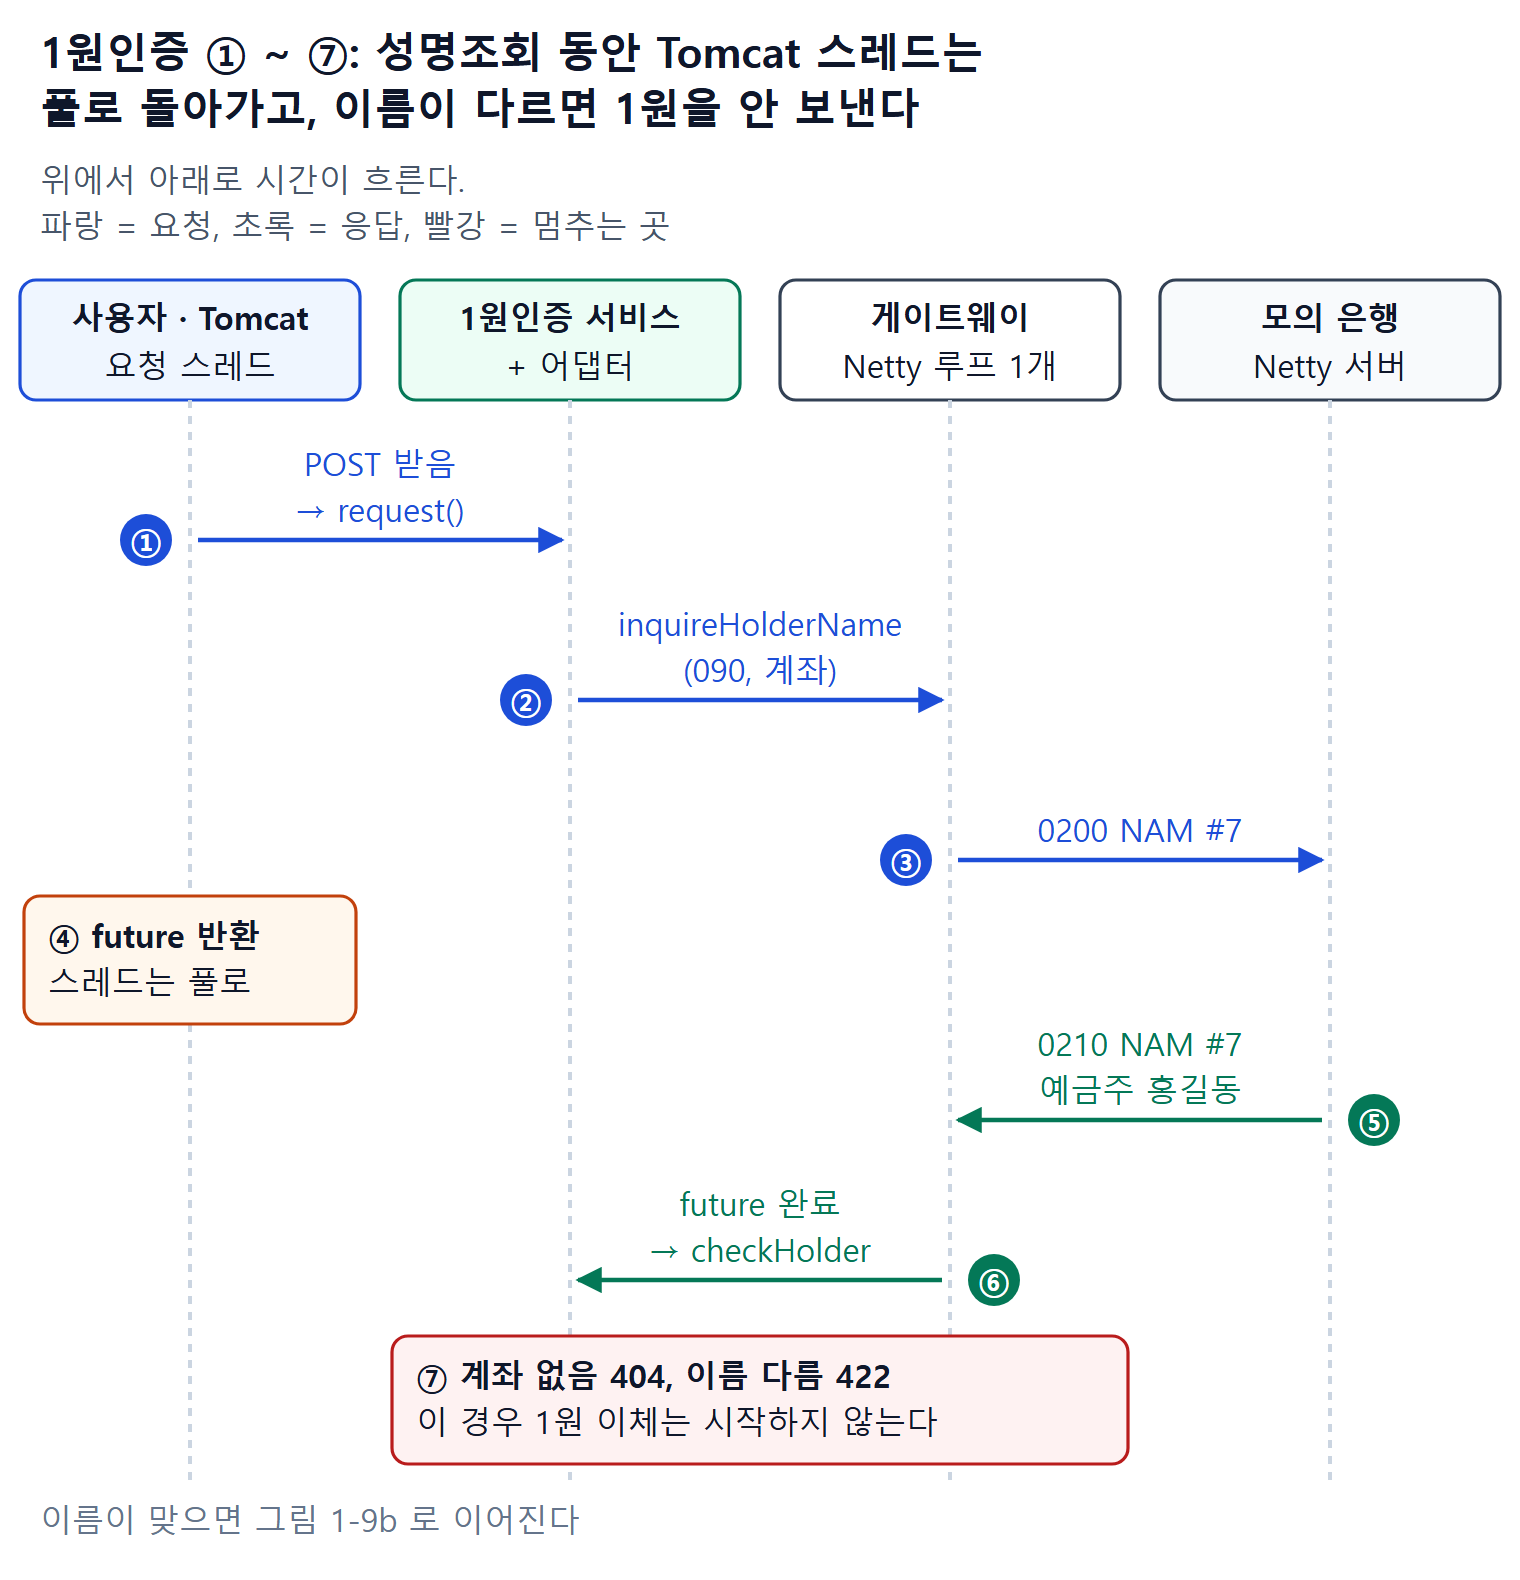 1원인증 ① ~ ⑦: 성명조회 동안 Tomcat 스레드는
풀로 돌아가고, 이름이 다르면 1원을 안 보낸다
위에서 아래로 시간이 흐른다.
파랑 = 요청, 초록 = 응답, 빨강 = 멈추는 곳
사용자 · Tomcat
요청 스레드
1원인증 서비스
+ 어댑터
게이트웨이
Netty 루프 1개
모의 은행
Netty 서버
POST 받음
→ request()
①
inquireHolderName
(090, 계좌)
②
0200 NAM #7
③
④ future 반환
스레드는 풀로
0210 NAM #7
예금주 홍길동
⑤
future 완료
→ checkHolder
⑥
⑦ 계좌 없음 404, 이름 다름 422
이 경우 1원 이체는 시작하지 않는다
이름이 맞으면 그림 1-9b 로 이어진다